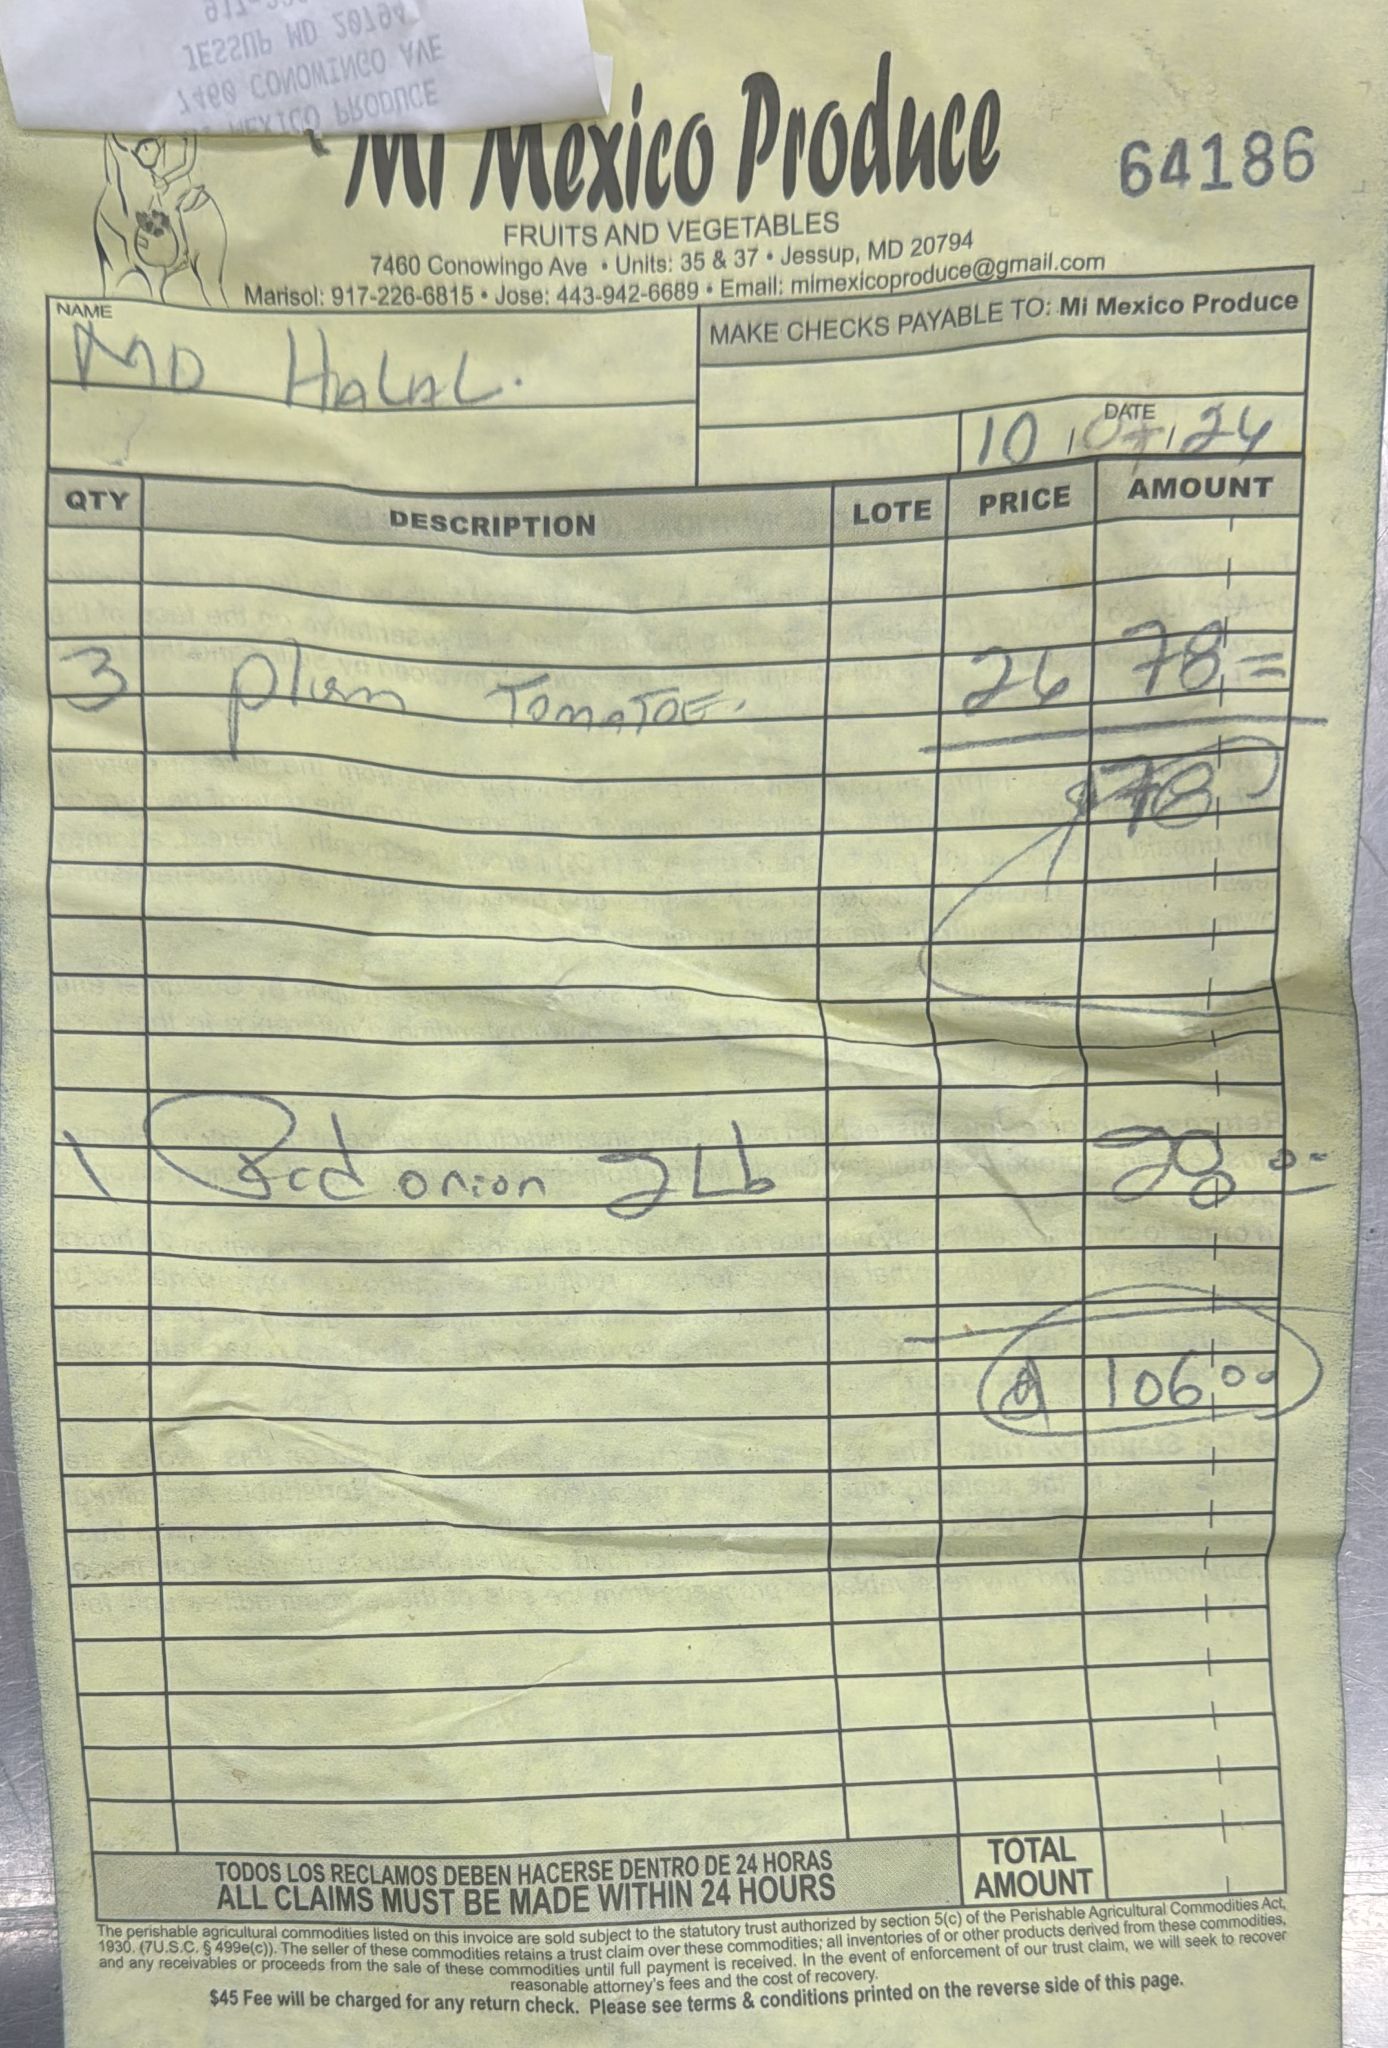 JESSUP MD 20794
7460 CONOWINGO AVE
MEXICO PRODUCE
Mi Mexico Produce
64186
FRUITS AND VEGETABLES
7460 Conowingo Ave • Units: 35 & 37 • Jessup, MD 20794
Marisol: 917-226-6815 • Jose: 443-942-6689 • Email: mimexicoproduce@gmail.com
NAME
MD HALAL.
MAKE CHECKS PAYABLE TO: Mi Mexico Produce
DATE
10/07/24
QTY DESCRIPTION LOTE PRICE AMOUNT
3 plum TOMATOE. 26 78=
$78
1 Red onion 2Lb
$106.00
TODOS LOS RECLAMOS DEBEN HACERSE DENTRO DE 24 HORAS
ALL CLAIMS MUST BE MADE WITHIN 24 HOURS
TOTAL AMOUNT
The perishable agricultural commodities listed on this invoice are sold subject to the statutory trust authorized by section 5(c) of the Perishable Agricultural Commodities Act,
1930. (7U.S.C. § 499e(c)). The seller of these commodities retains a trust claim over these commodities; all inventories of or other products derived from these commodities,
and any receivables or proceeds from the sale of these commodities until full payment is received. In the event of enforcement of our trust claim, we will seek to recover
reasonable attorney's fees and the cost of recovery.
$45 Fee will be charged for any return check. Please see terms & conditions printed on the reverse side of this page.